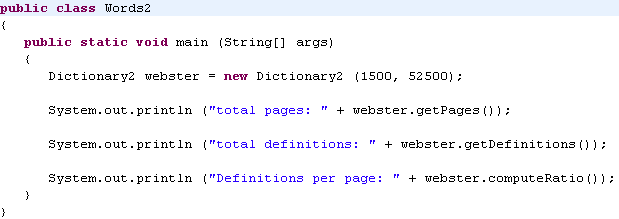 public class Words2
{
   public static void main (String[] args)
   {
      Dictionary2 webster = new Dictionary2 (1500, 52500);

      System.out.println ("total pages: " + webster.getPages());

      System.out.println ("total definitions: " + webster.getDefinitions());

      System.out.println ("Definitions per page: " + webster.computeRatio());
   }
}